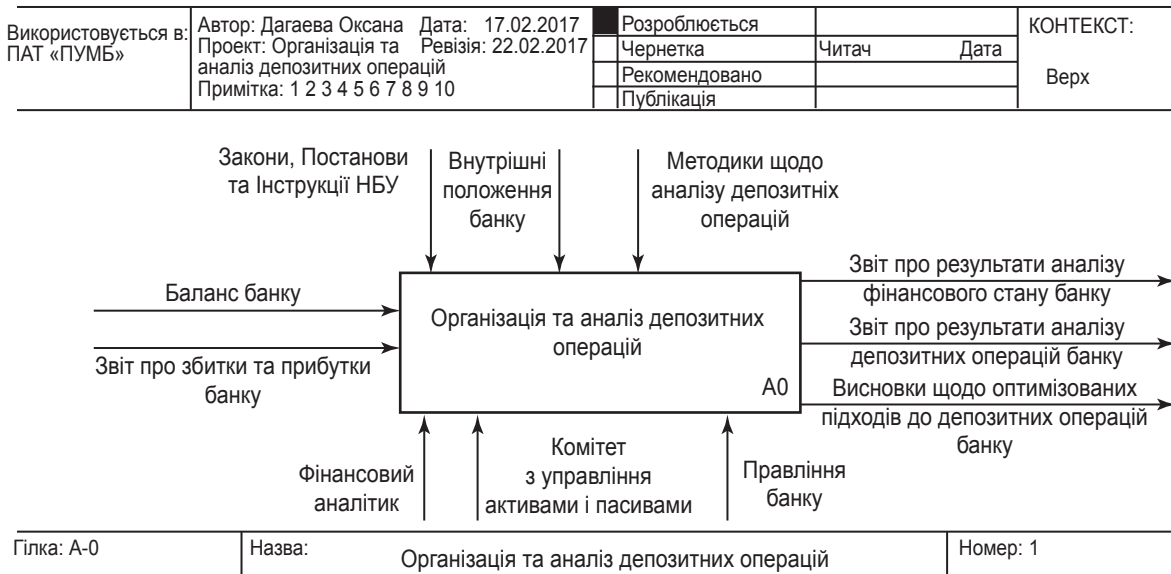 Використовується в:
ПАТ «ПУМБ»
Автор: Дагаева Оксана Дата: 17.02.2017
Проект: Організація та Ревізія: 22.02.2017
аналіз депозитних операцій
Примітка: 1 2 3 4 5 6 7 8 9 10
Розроблюється
Чернетка
Рекомендовано
Публікація
Читач Дата
КОНТЕКСТ:
Верх
Закони, Постанови
та Інструкції НБУ
Внутрішні
положення
банку
Методики щодо
аналізу депозитніх
операцій
Баланс банку
Звіт про збитки та прибутки
банку
Організація та аналіз депозитних
операцій
А0
Звіт про результати аналізу
фінансового стану банку
Звіт про результати аналізу
депозитних операцій банку
Висновки щодо оптимізованих
підходів до депозитних операцій
банку
Фінансовий
аналітик
Комітет
з управління
активами і пасивами
Правління
банку
Гілка: А-0
Назва:
Організація та аналіз депозитних операцій
Номер: 1